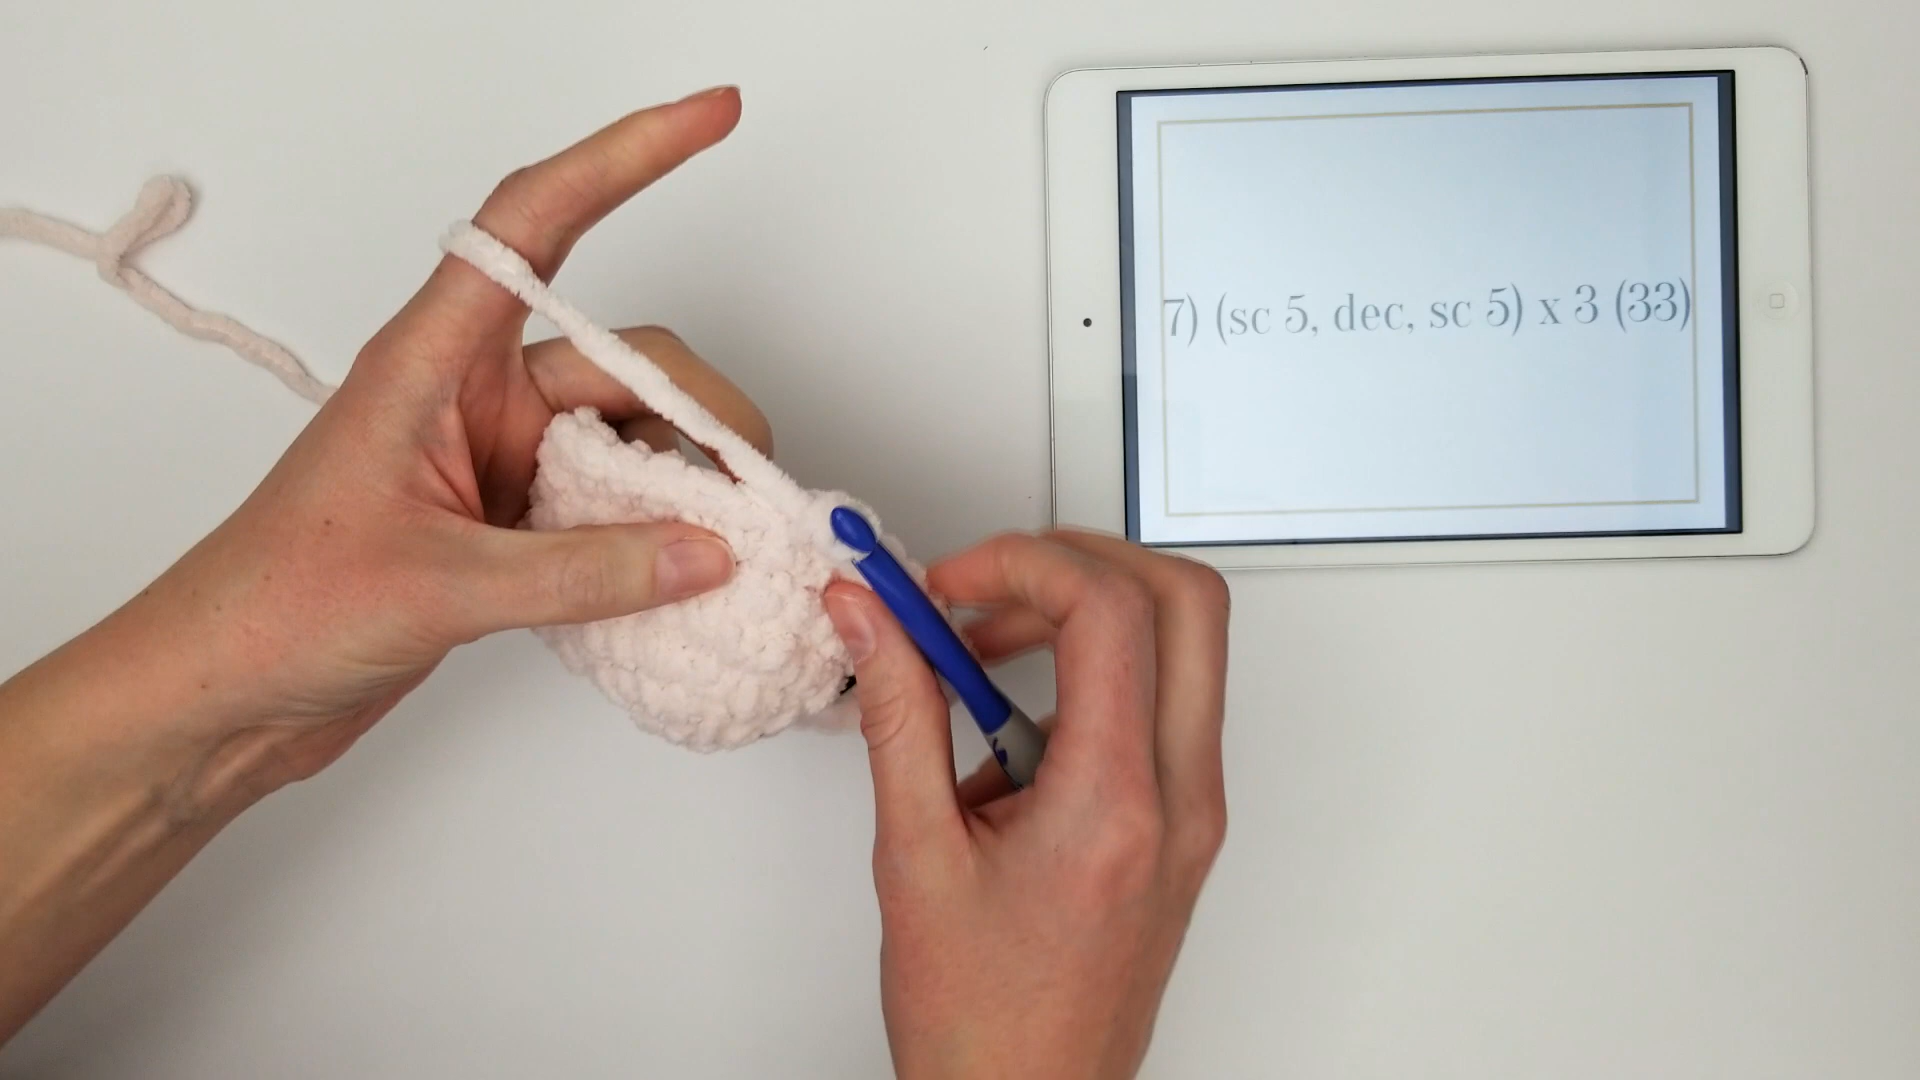 7) (sc 5, dec, sc 5) x 3 (33)